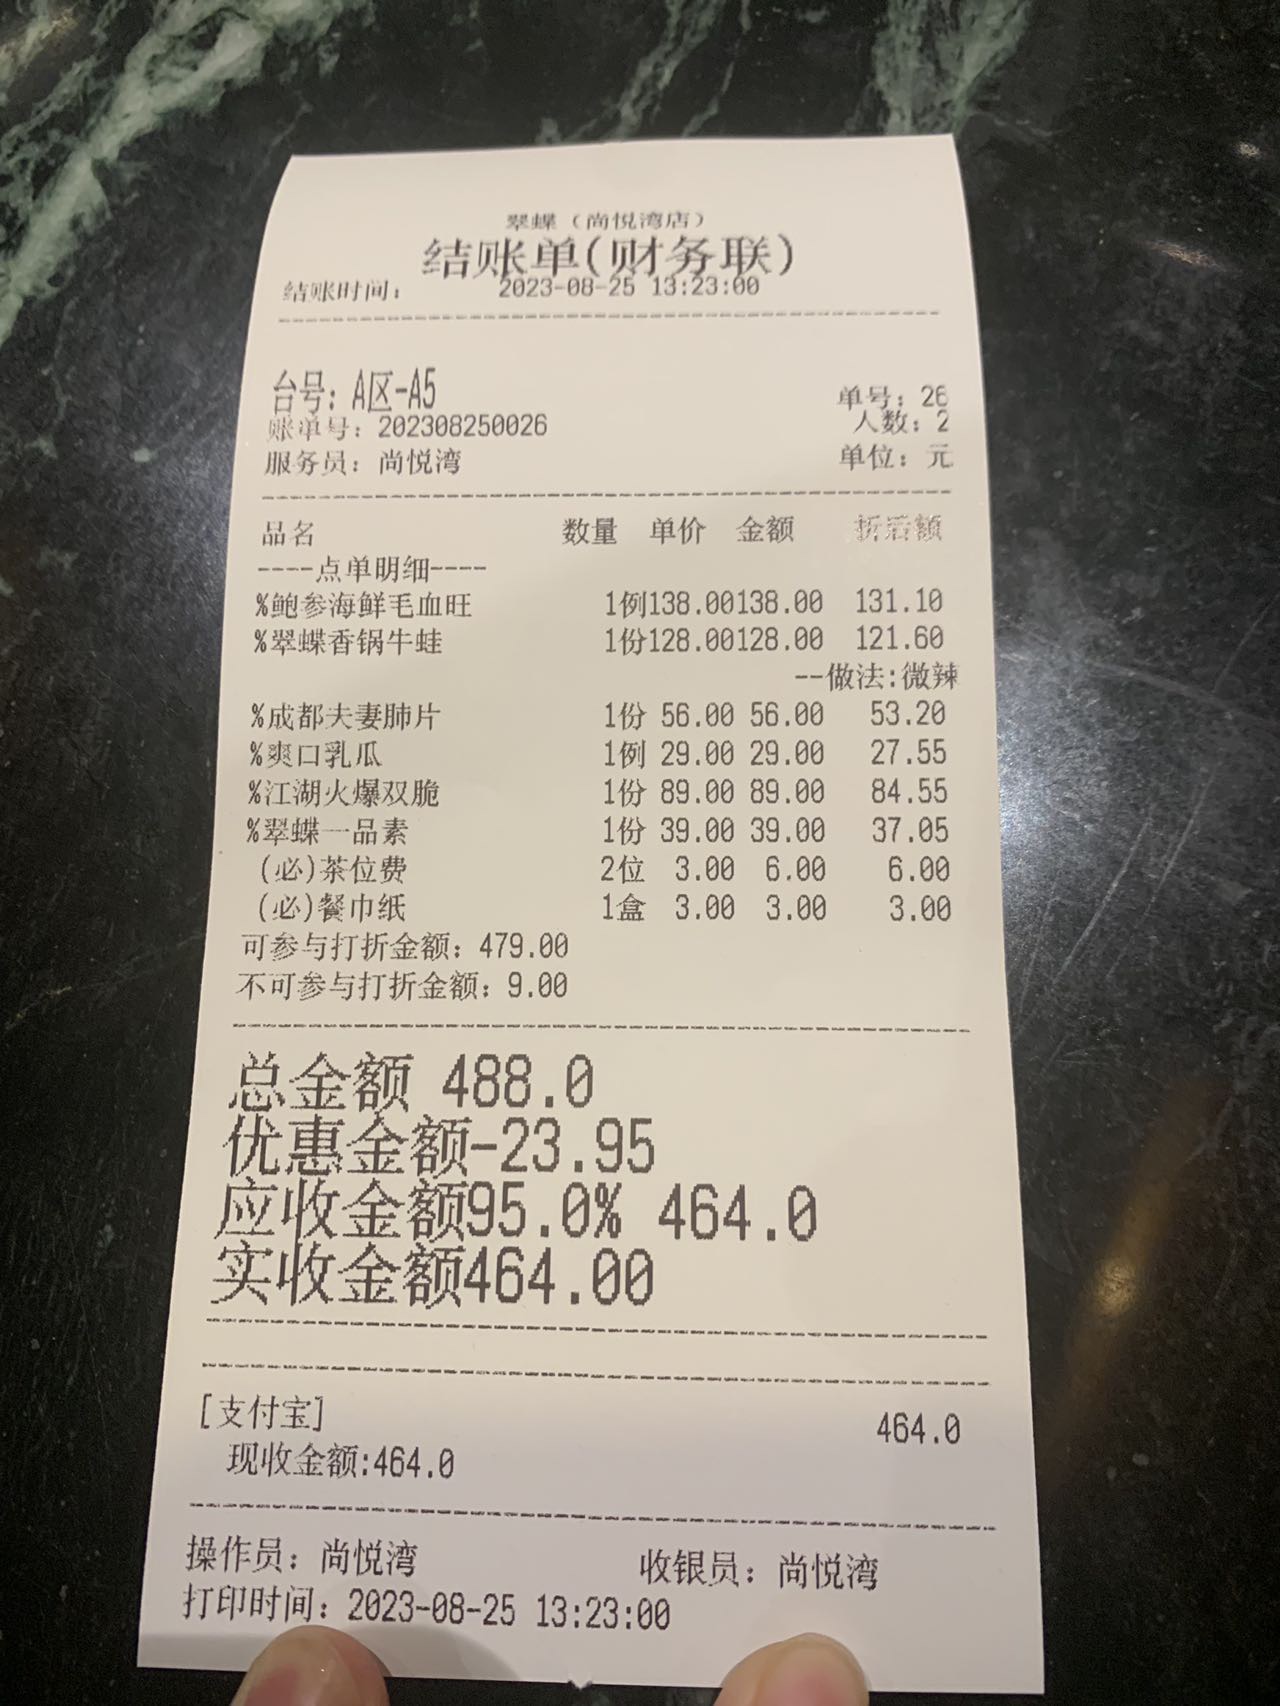 翠蝶（尚悦湾店）
结账单(财务联)
结账时间： 2023-08-25 13:23:00
台号：A区-A5 单号：26
账单号：202308250026 人数：2
服务员：尚悦湾 单位：元
品名 数量 单价 金额 折后额
----点单明细----
%鲍参海鲜毛血旺 1例138.00138.00 131.10
%翠蝶香锅牛蛙 1份128.00128.00 121.60
--做法:微辣
%成都夫妻肺片 1份 56.00 56.00 53.20
%爽口乳瓜 1例 29.00 29.00 27.55
%江湖火爆双脆 1份 89.00 89.00 84.55
%翠蝶一品素 1份 39.00 39.00 37.05
(必)茶位费 2位 3.00 6.00 6.00
(必)餐巾纸 1盒 3.00 3.00 3.00
可参与打折金额：479.00
不可参与打折金额：9.00
总金额 488.0
优惠金额-23.95
应收金额95.0% 464.0
实收金额464.00
[支付宝] 464.0
现收金额:464.0
操作员：尚悦湾 收银员：尚悦湾
打印时间：2023-08-25 13:23:00